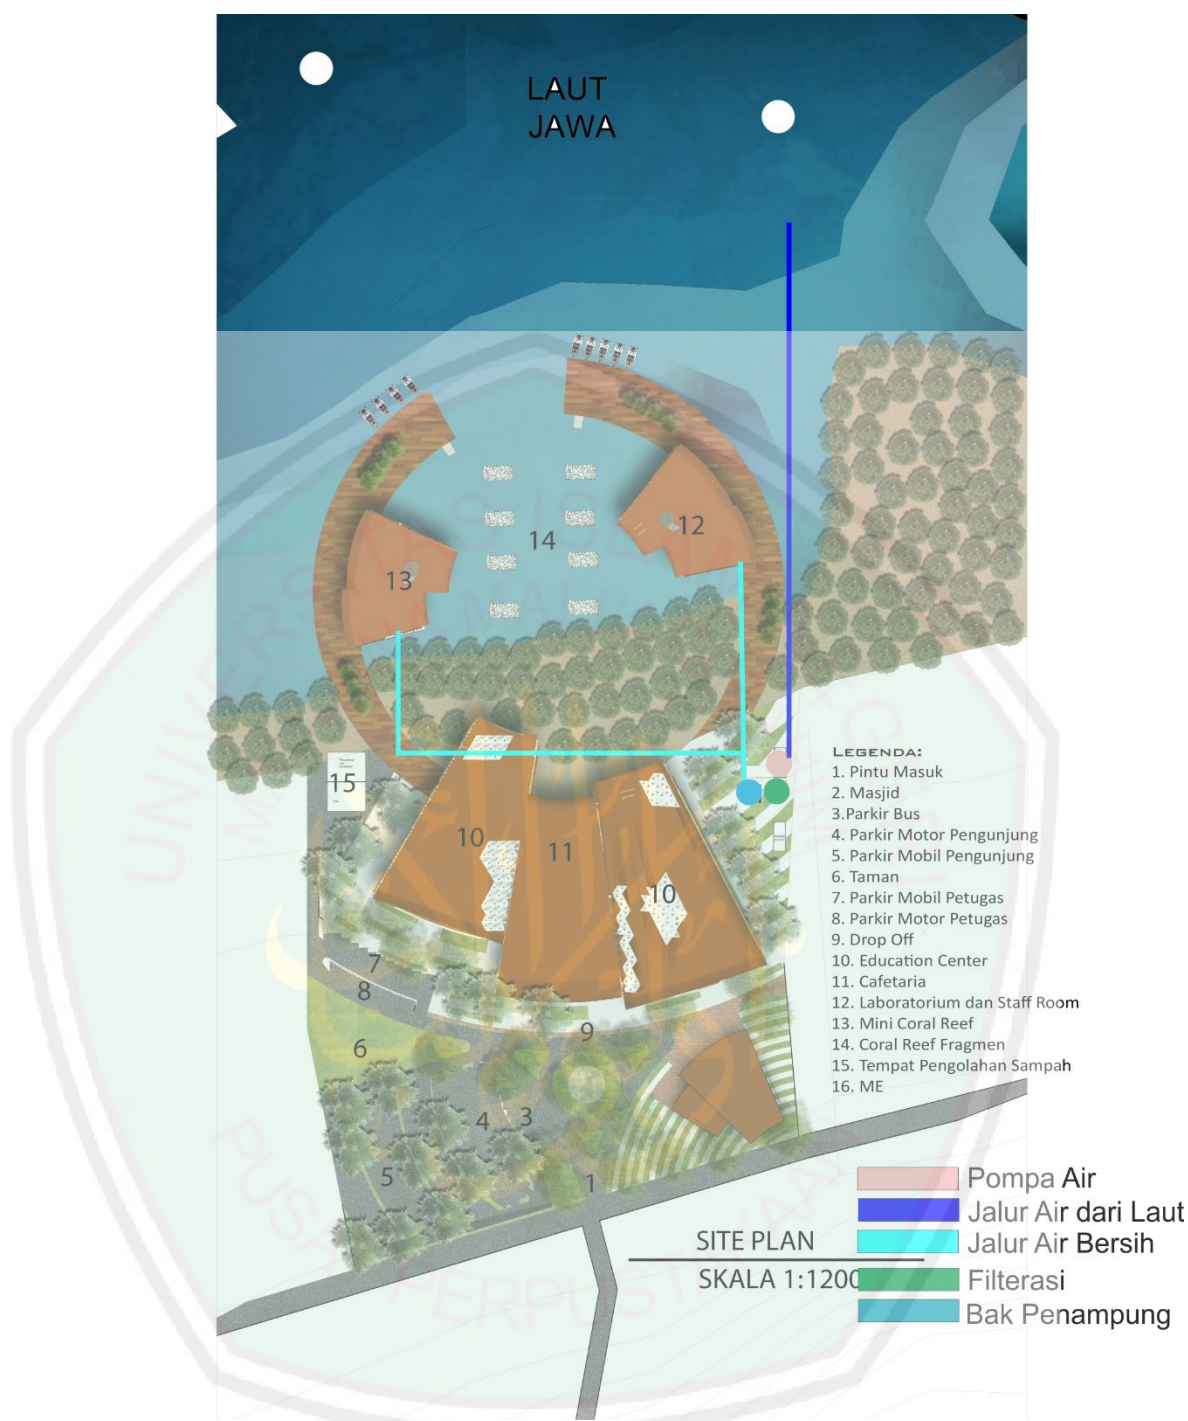 LAUT
JAWA
12
14
13
15
10
11
10
7
8
9
6
4
3
5
1
LEGENDA:
1. Pintu Masuk
2. Masjid
3.Parkir Bus
4. Parkir Motor Pengunjung
5. Parkir Mobil Pengunjung
6. Taman
7. Parkir Mobil Petugas
8. Parkir Motor Petugas
9. Drop Off
10. Education Center
11. Cafetaria
12. Laboratorium dan Staff Room
13. Mini Coral Reef
14. Coral Reef Fragmen
15. Tempat Pengolahan Sampah
16. ME
Pompa Air
Jalur Air dari Laut
Jalur Air Bersih
Filterasi
Bak Penampung
SITE PLAN
SKALA 1:1200